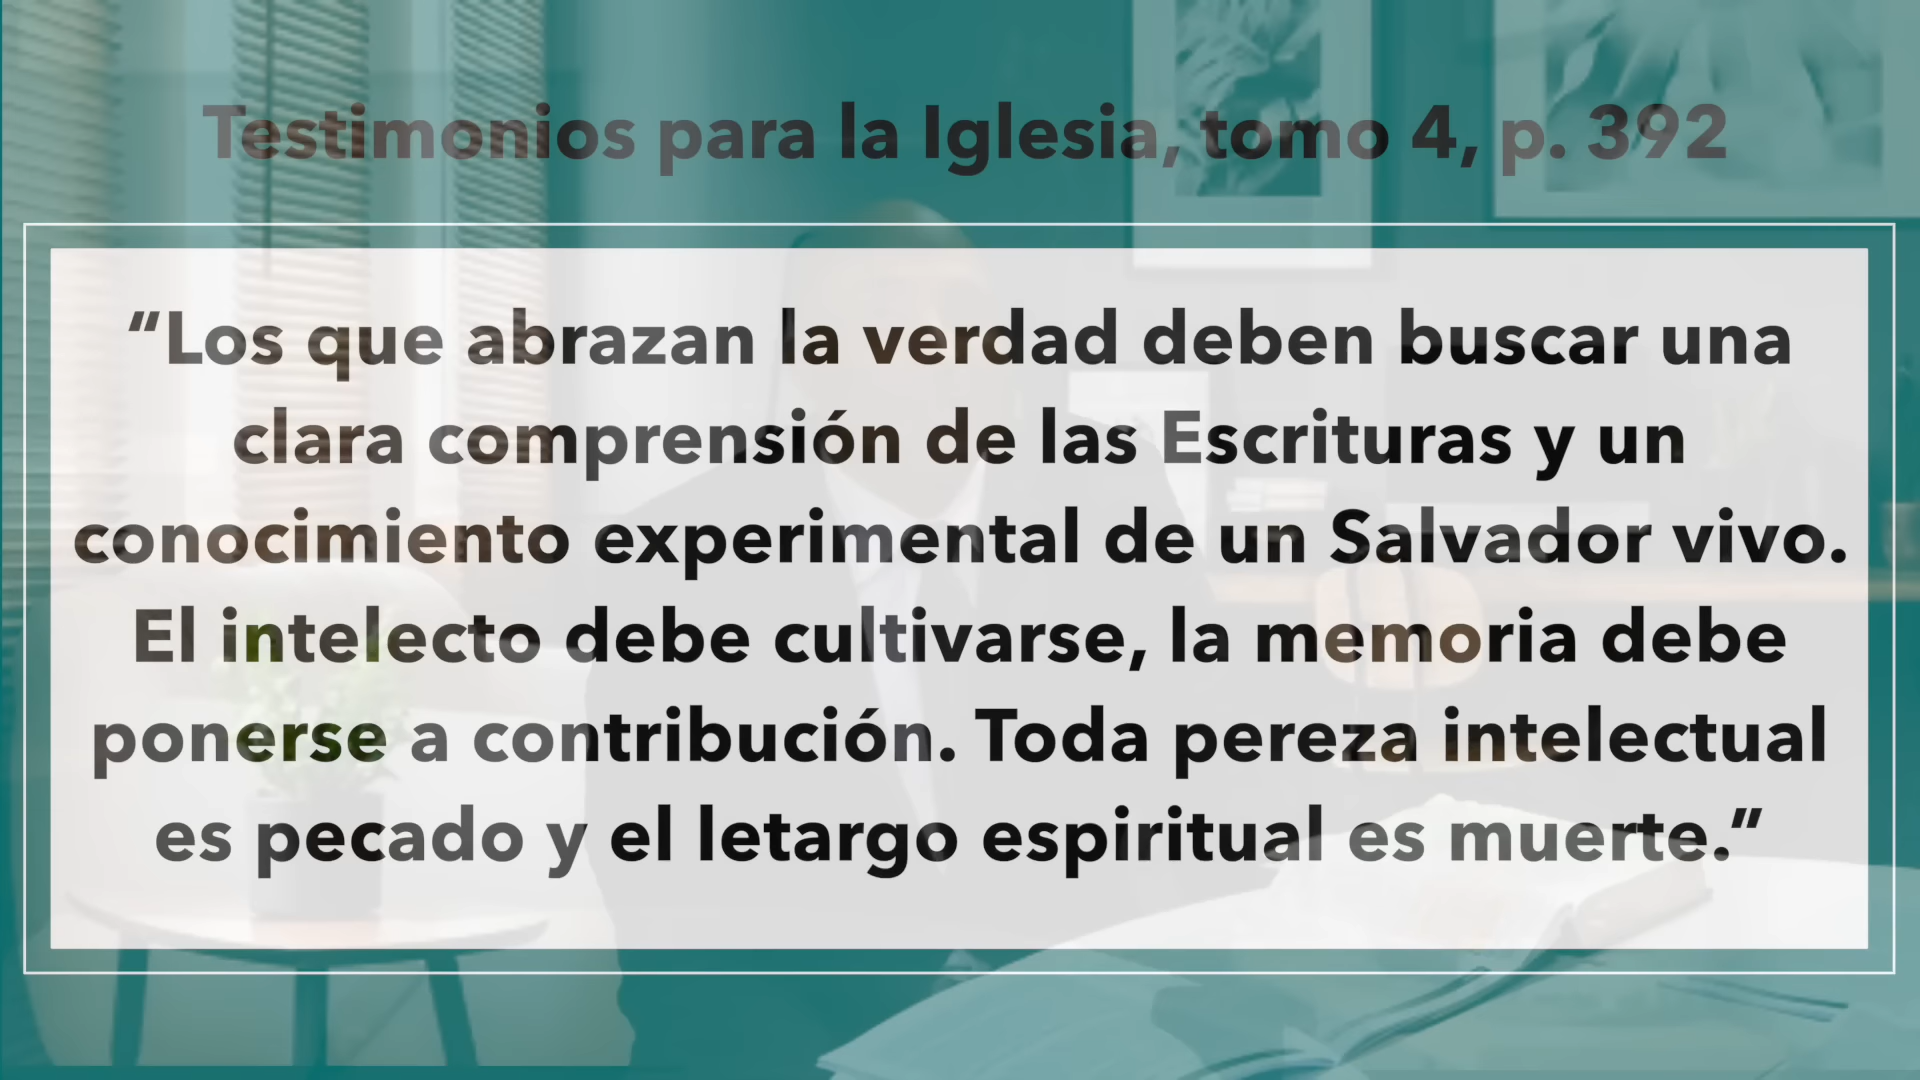 Testimonios para la Iglesia, tomo 4, p. 392
“Los que abrazan la verdad deben buscar una
clara comprensión de las Escrituras y un
conocimiento experimental de un Salvador vivo.
El intelecto debe cultivarse, la memoria debe
ponerse a contribución. Toda pereza intelectual
es pecado y el letargo espiritual es muerte.”